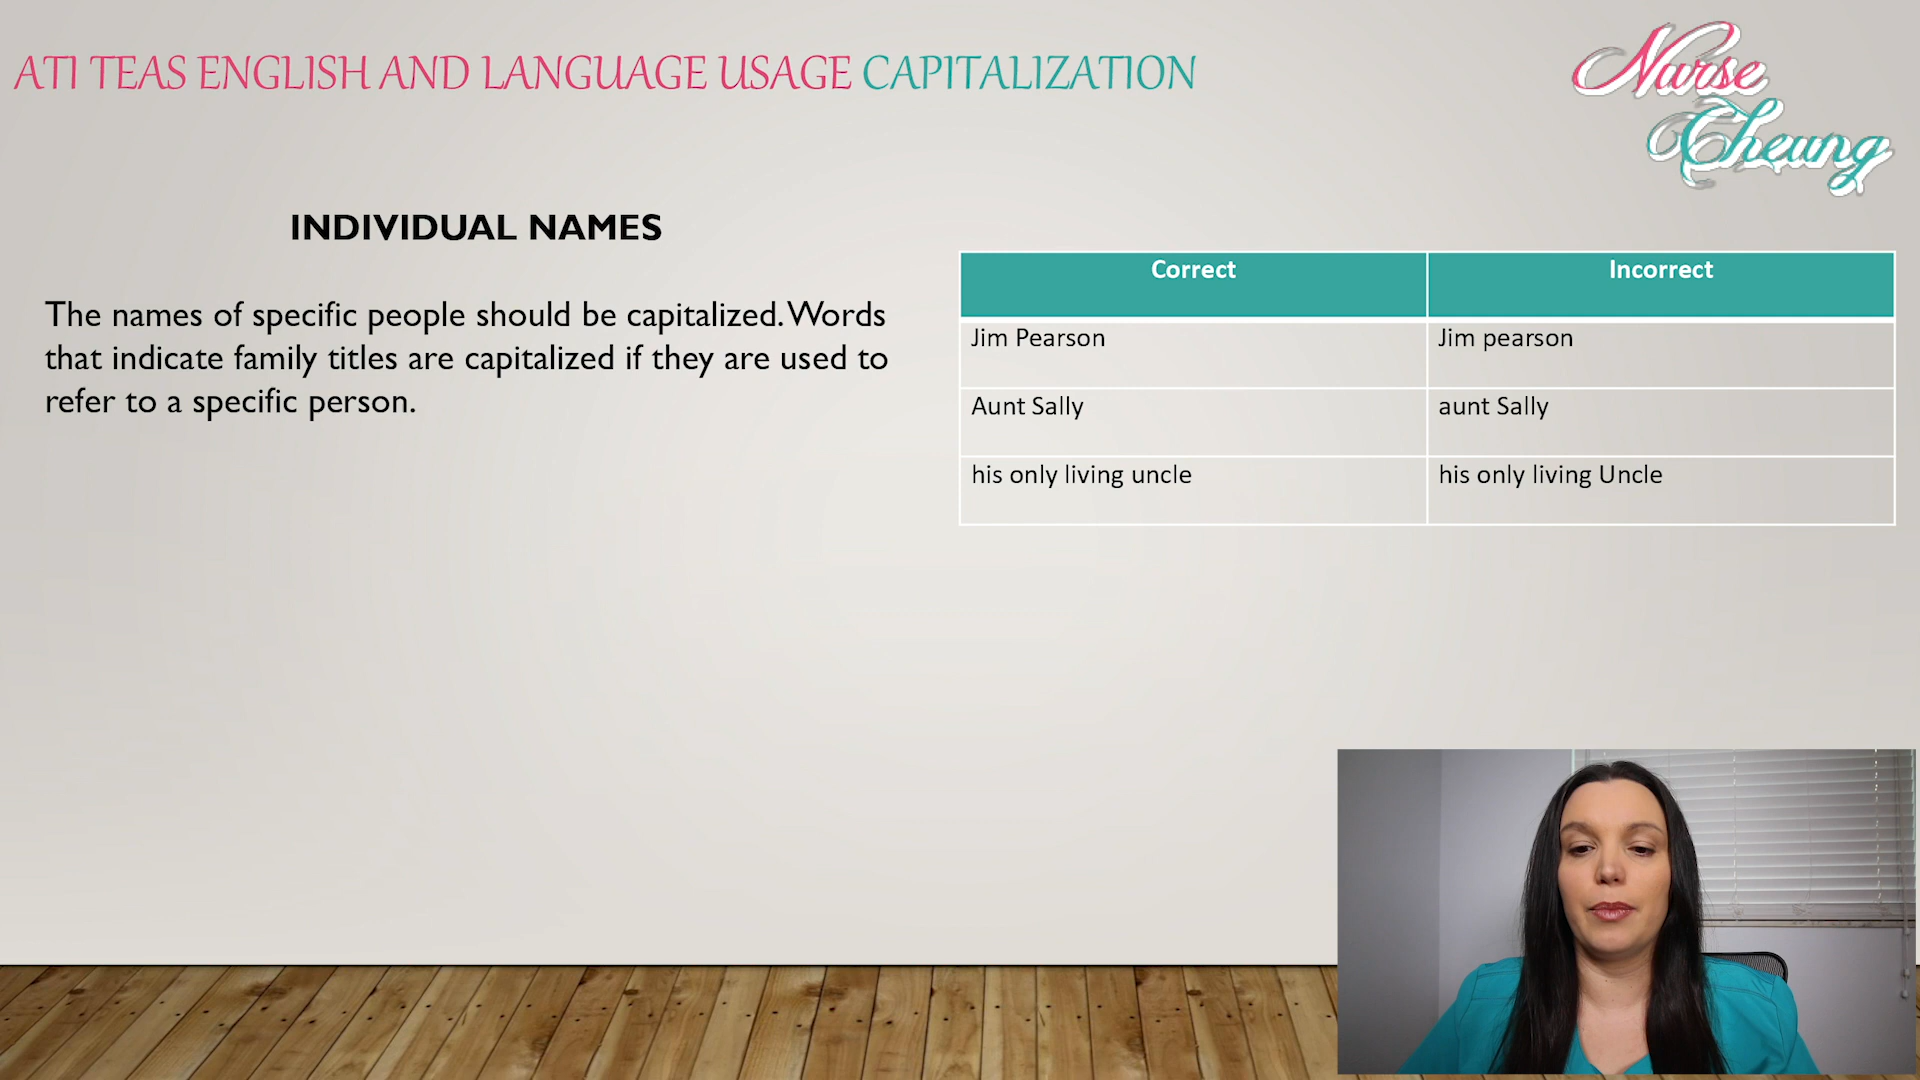 ATI TEAS ENGLISH AND LANGUAGE USAGE CAPITALIZATION
Nurse
Cheung
INDIVIDUAL NAMES
The names of specific people should be capitalized. Words
that indicate family titles are capitalized if they are used to
refer to a specific person.
Correct Incorrect
Jim Pearson Jim pearson
Aunt Sally aunt Sally
his only living uncle his only living Uncle